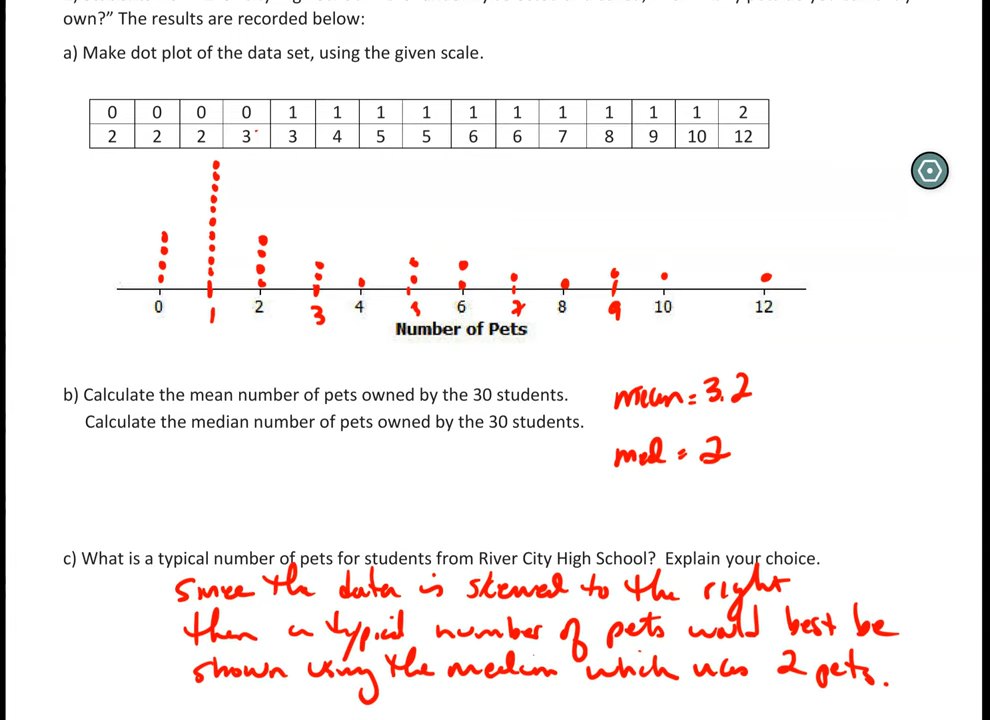 own?" The results are recorded below:
a) Make dot plot of the data set, using the given scale.
0 0 0 0 1 1 1 1 1 1 1 1 1 1 2
2 2 2 3 3 4 5 5 6 6 7 8 9 10 12
0 1 2 3 4 5 6 7 8 9 10 12
Number of Pets
b) Calculate the mean number of pets owned by the 30 students. mean = 3.2
Calculate the median number of pets owned by the 30 students.
med = 2
c) What is a typical number of pets for students from River City High School? Explain your choice.
Since the data is skewed to the right
then a typical number of pets would best be
shown using the median which was 2 pets.